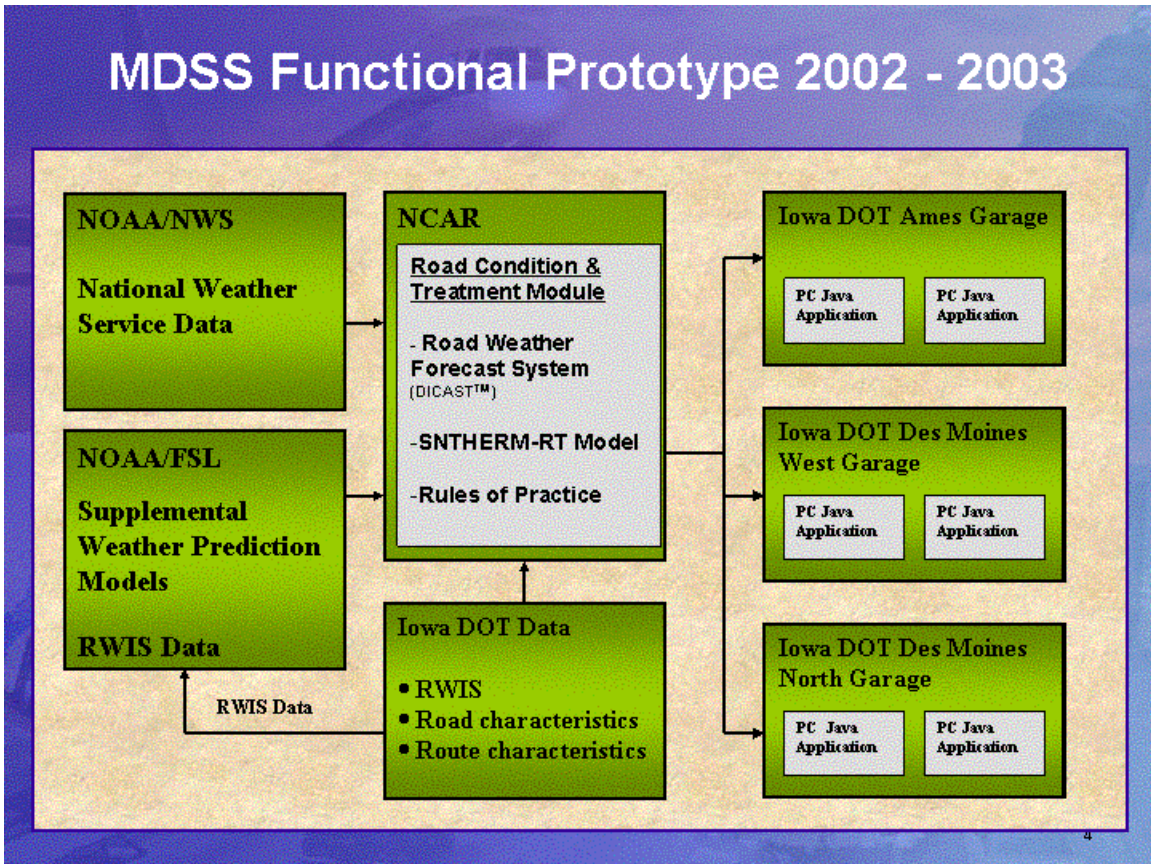 MDSS Functional Prototype 2002 - 2003
NOAA/NWS
National Weather
Service Data
NOAA/FSL
Supplemental
Weather Prediction
Models
RWIS Data
RWIS Data
NCAR
Road Condition &
Treatment Module
- Road Weather
Forecast System
(DICAST™)
-SNTHERM-RT Model
-Rules of Practice
Iowa DOT Data
• RWIS
• Road characteristics
• Route characteristics
Iowa DOT Ames Garage
PC Java
Application
PC Java
Application
Iowa DOT Des Moines
West Garage
PC Java
Application
PC Java
Application
Iowa DOT Des Moines
North Garage
PC Java
Application
PC Java
Application
4